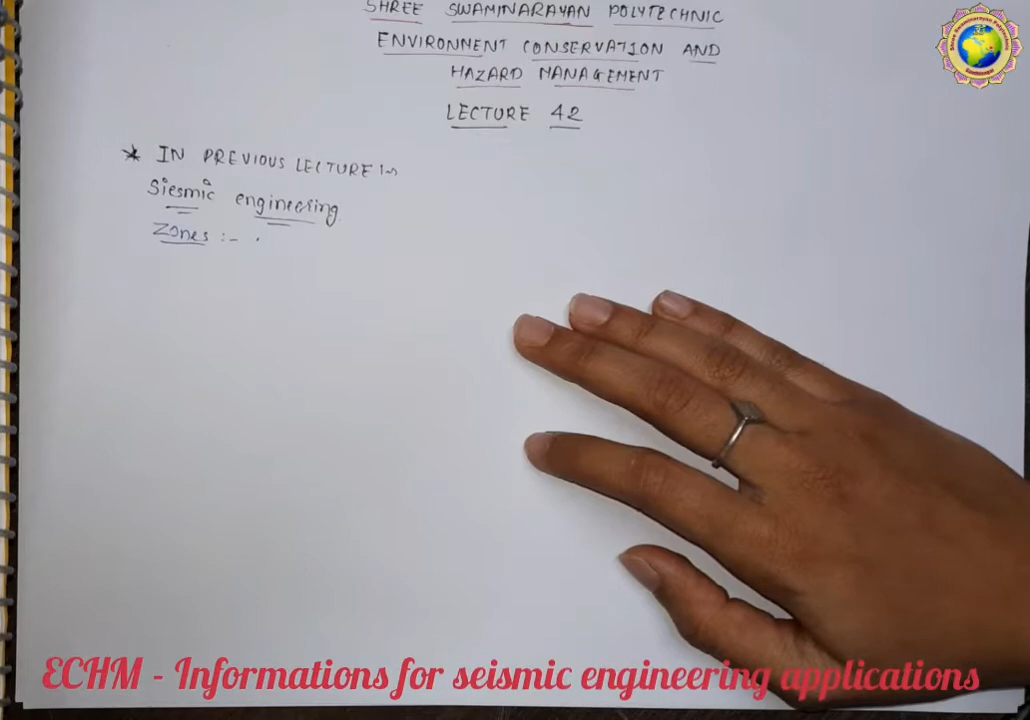 SHREE SWAMINARAYAN POLYTECHNIC
ENVIRONMENT CONSERVATION AND
HAZARD MANAGEMENT
LECTURE 42
* IN PREVIOUS LECTURE :-
Siesmic engineering
Zones :- .
ECHM - Informations for seismic engineering applications